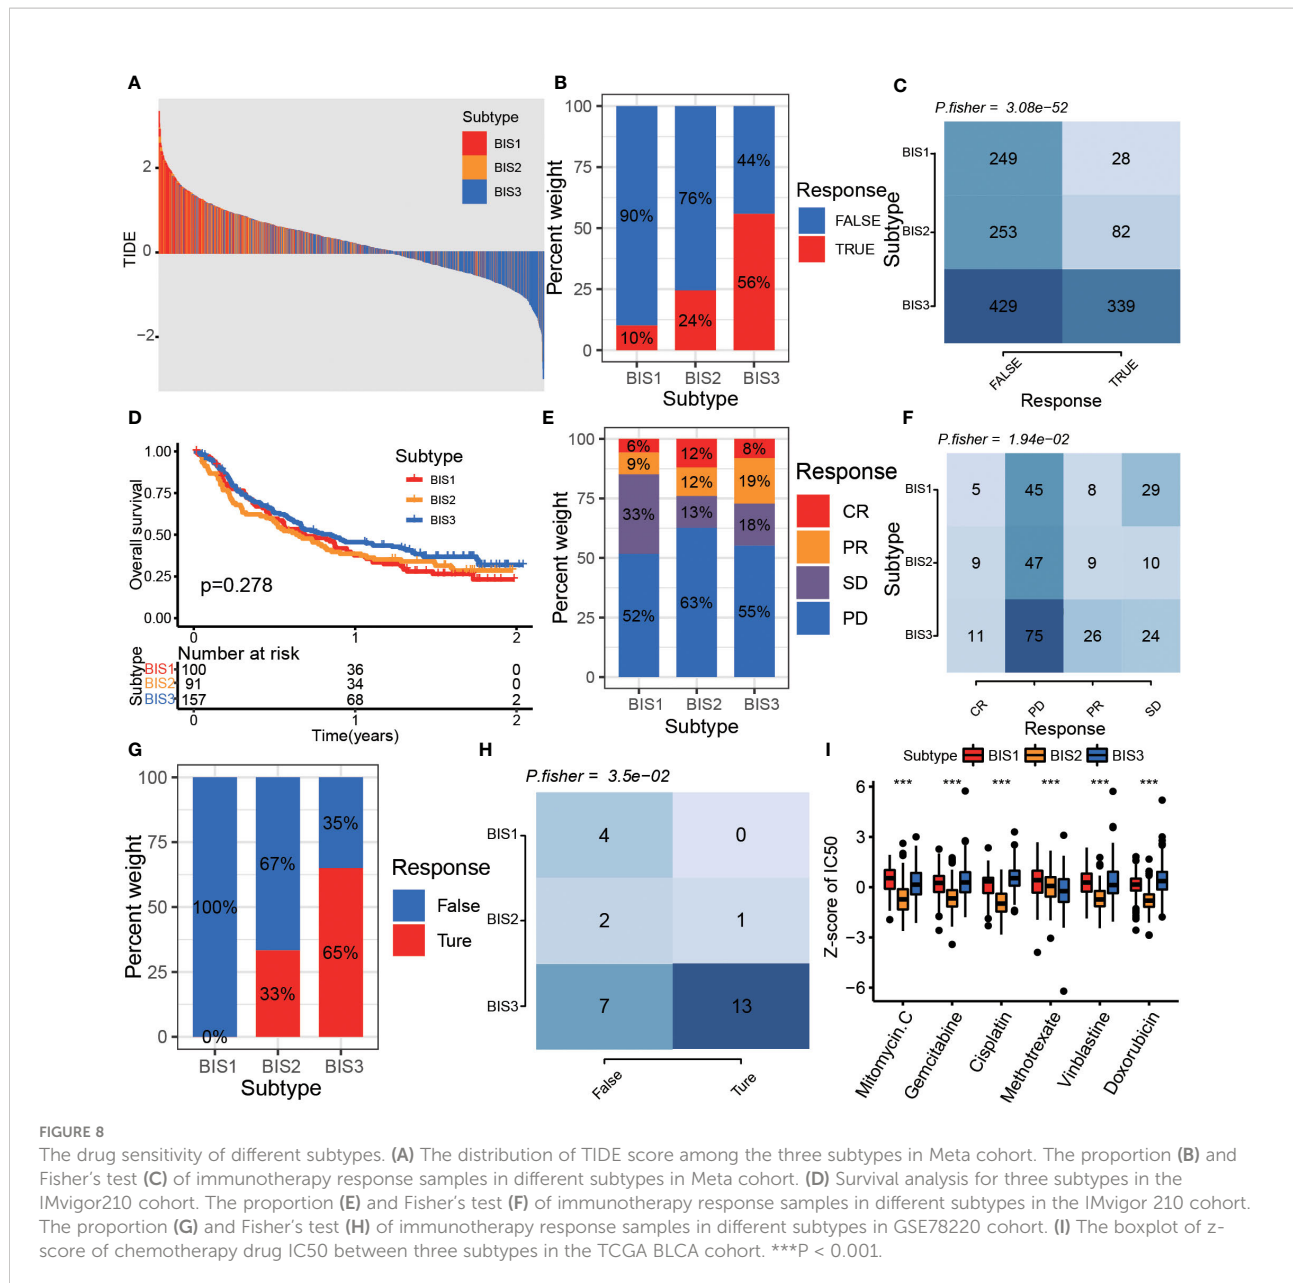 A
Subtype
BIS1
BIS2
BIS3
TIDE
2
0
−2
B
Percent weight
100
75
50
25
0
90%
10%
76%
24%
44%
56%
BIS1 BIS2 BIS3
Subtype
Response
FALSE
TRUE
C
P.fisher = 3.08e−52
Subtype
BIS1 249 28
BIS2 253 82
BIS3 429 339
FALSE TRUE
Response
D
Overall survival
1.00
0.75
0.50
0.25
0.00
Subtype
BIS1
BIS2
BIS3
p=0.278
0 1 2
Number at risk
Subtype
BIS1 100 36 0
BIS2 91 34 0
BIS3 157 68 2
0 1 2
Time(years)
E
Percent weight
100
75
50
25
0
6%
9%
33%
52%
12%
12%
13%
63%
8%
19%
18%
55%
BIS1 BIS2 BIS3
Subtype
Response
CR
PR
SD
PD
F
P.fisher = 1.94e−02
Subtype
BIS1 5 45 8 29
BIS2 9 47 9 10
BIS3 11 75 26 24
CR PD PR SD
Response
G
Percent weight
100
75
50
25
0
100%
0%
67%
33%
35%
65%
BIS1 BIS2 BIS3
Subtype
Response
False
Ture
H
P.fisher = 3.5e−02
BIS1 4 0
BIS2 2 1
BIS3 7 13
False Ture
I
Subtype BIS1 BIS2 BIS3
*** *** *** *** *** ***
Z−score of IC50
6
3
0
−3
−6
Mitomycin.C
Gemcitabine
Cisplatin
Methotrexate
Vinblastine
Doxorubicin
FIGURE 8
The drug sensitivity of different subtypes. (A) The distribution of TIDE score among the three subtypes in Meta cohort. The proportion (B) and
Fisher's test (C) of immunotherapy response samples in different subtypes in Meta cohort. (D) Survival analysis for three subtypes in the
IMvigor210 cohort. The proportion (E) and Fisher's test (F) of immunotherapy response samples in different subtypes in the IMvigor 210 cohort.
The proportion (G) and Fisher's test (H) of immunotherapy response samples in different subtypes in GSE78220 cohort. (I) The boxplot of z-
score of chemotherapy drug IC50 between three subtypes in the TCGA BLCA cohort. ***P < 0.001.